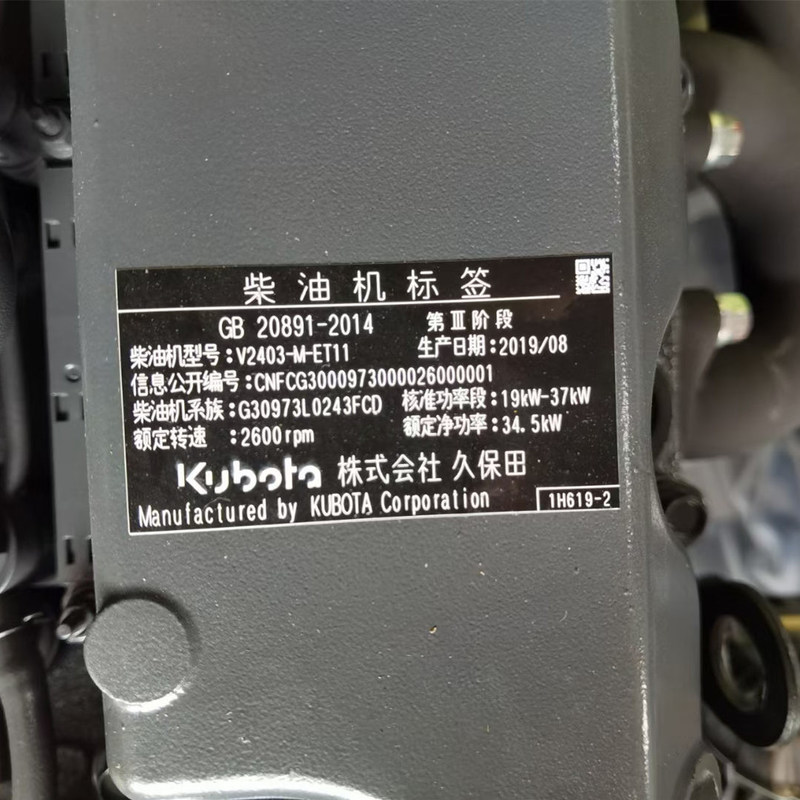 柴油机标签
GB 20891-2014 第Ⅲ阶段
柴油机型号:V2403-M-ET11 生产日期:2019/08
信息公开编号:CNFCG3000973000026000001
柴油机系族:G30973L0243FCD 核准功率段:19kW-37kW
额定转速 :2600rpm 额定净功率:34.5kW
Kubota 株式会社 久保田
Manufactured by KUBOTA Corporation 1H619-2